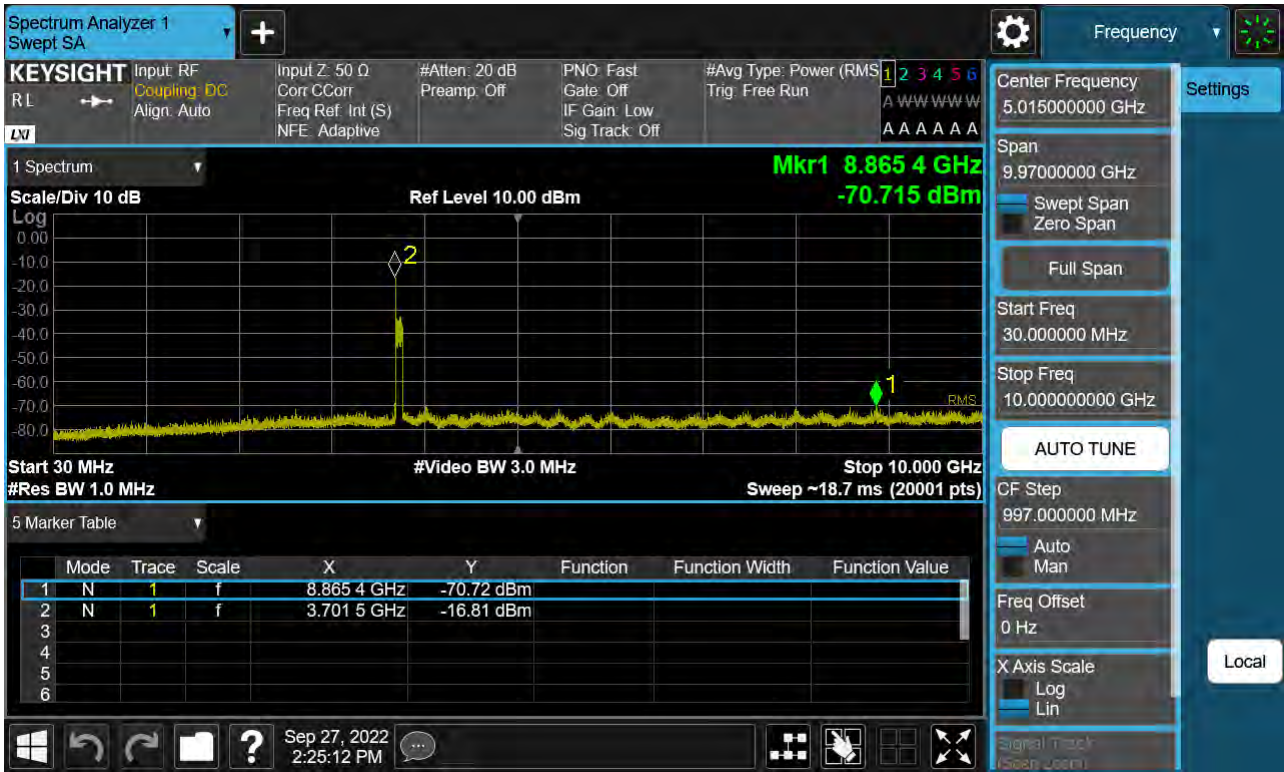 Spectrum Analyzer 1
Swept SA
+
Frequency
KEYSIGHT
RL
LXI
Input: RF
Coupling: DC
Align: Auto
Input Z: 50 Ω
Corr CCorr
Freq Ref: Int (S)
NFE: Adaptive
#Atten: 20 dB
Preamp: Off
PNO: Fast
Gate: Off
IF Gain: Low
Sig Track: Off
#Avg Type: Power (RMS
Trig: Free Run
1 2 3 4 5 6
A W W W W W
A A A A A A
1 Spectrum
Mkr1 8.865 4 GHz
Scale/Div 10 dB
Ref Level 10.00 dBm
-70.715 dBm
Log
0.00
-10.0
-20.0
-30.0
-40.0
-50.0
-60.0
-70.0
-80.0
2
1
RMS
Start 30 MHz
#Video BW 3.0 MHz
Stop 10.000 GHz
#Res BW 1.0 MHz
Sweep ~18.7 ms (20001 pts)
5 Marker Table
Mode Trace Scale X Y Function Function Width Function Value
1 N 1 f 8.865 4 GHz -70.72 dBm
2 N 1 f 3.701 5 GHz -16.81 dBm
3
4
5
6
Center Frequency
5.015000000 GHz
Span
9.97000000 GHz
Swept Span
Zero Span
Full Span
Start Freq
30.000000 MHz
Stop Freq
10.000000000 GHz
AUTO TUNE
CF Step
997.000000 MHz
Auto
Man
Freq Offset
0 Hz
X Axis Scale
Log
Lin
Signal Track
(Span Zoom)
Settings
Local
?
Sep 27, 2022
2:25:12 PM